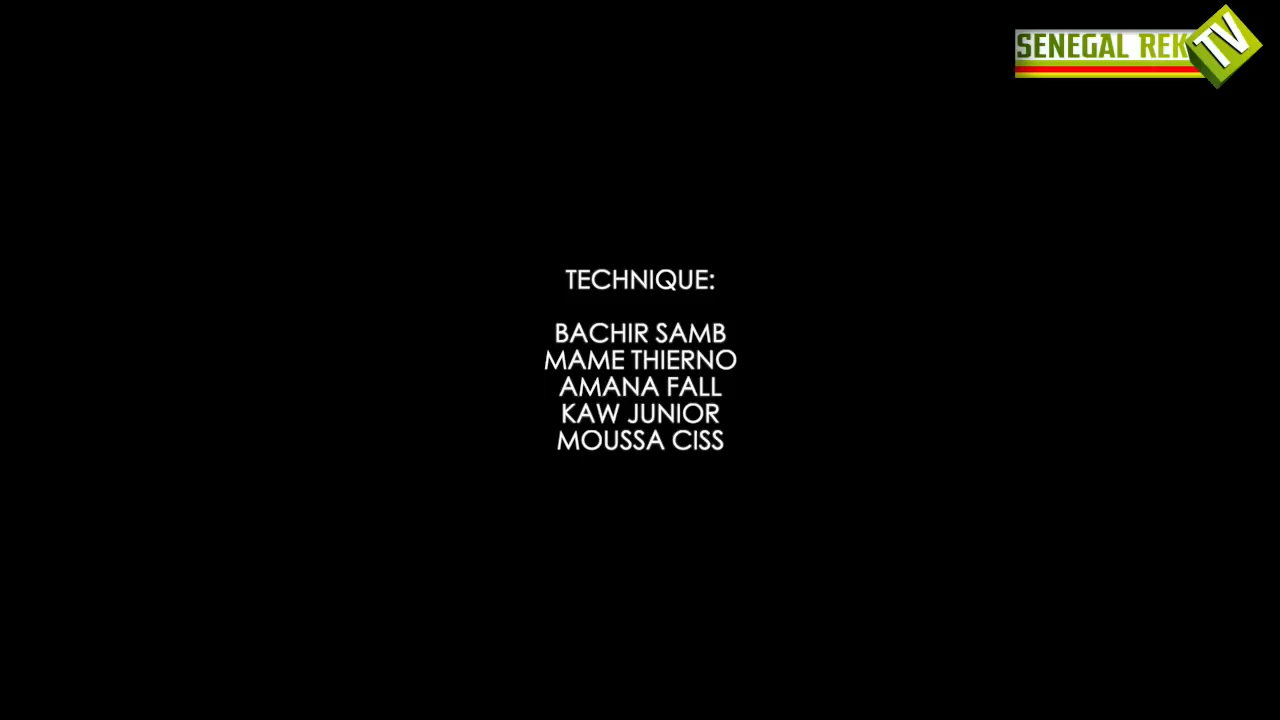 SENEGAL REK TV
TECHNIQUE:
BACHIR SAMB
MAME THIERNO
AMANA FALL
KAW JUNIOR
MOUSSA CISS